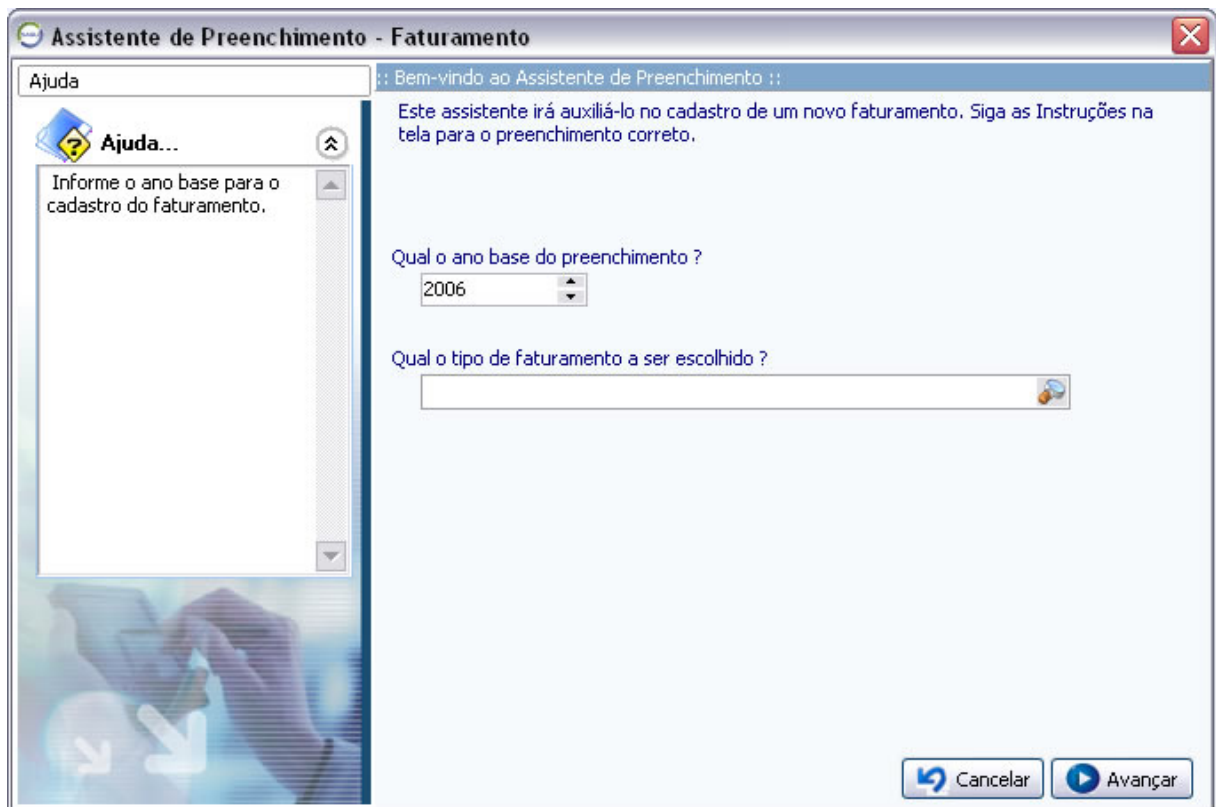 Assistente de Preenchimento - Faturamento
Ajuda
:: Bem-vindo ao Assistente de Preenchimento ::
Ajuda...
Informe o ano base para o
cadastro do faturamento.
Este assistente irá auxiliá-lo no cadastro de um novo faturamento. Siga as Instruções na
tela para o preenchimento correto.
Qual o ano base do preenchimento ?
2006
Qual o tipo de faturamento a ser escolhido ?
Cancelar
Avançar